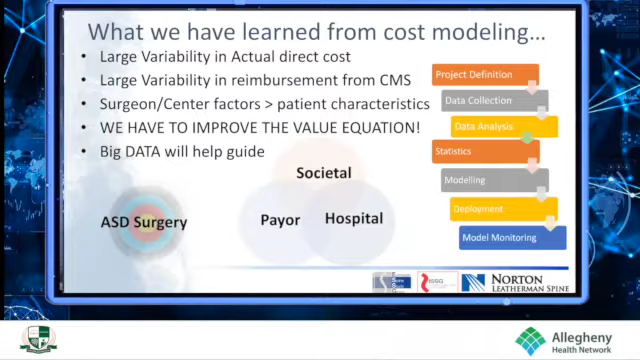 What we have learned from cost modeling...
• Large Variability in Actual direct cost
• Large Variability in reimbursement from CMS
• Surgeon/Center factors > patient characteristics
• WE HAVE TO IMPROVE THE VALUE EQUATION!
• Big DATA will help guide
Project Definition
Data Collection
Data Analysis
Statistics
Modelling
Deployment
Model Monitoring
Societal
Payor
Hospital
ASD Surgery
ISSG
NORTON
LEATHERMAN SPINE
Allegheny
Health Network